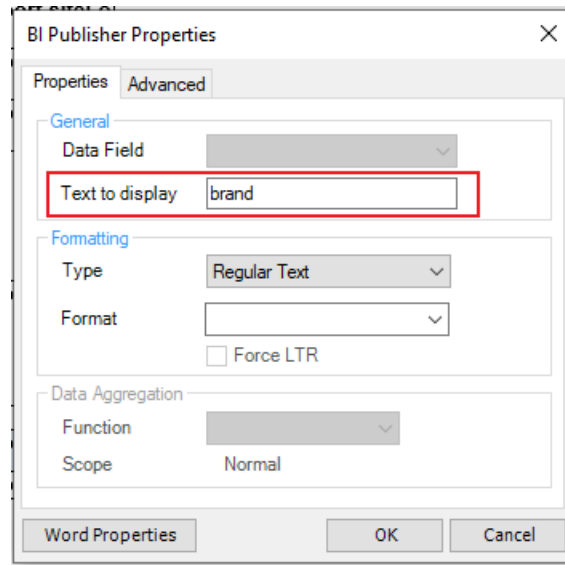 BI Publisher Properties
Properties Advanced
General
Data Field
Text to display brand
Formatting
Type Regular Text
Format
Force LTR
Data Aggregation
Function
Scope Normal
Word Properties OK Cancel